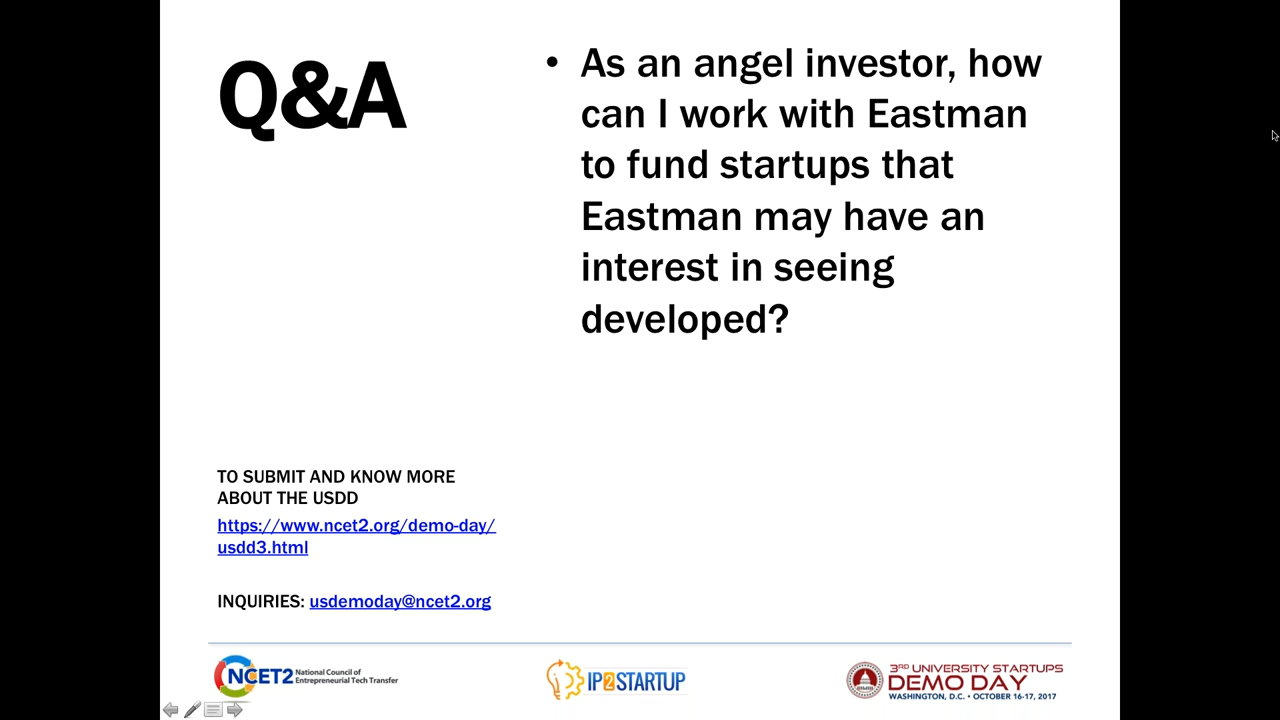 Q&A
• As an angel investor, how
can I work with Eastman
to fund startups that
Eastman may have an
interest in seeing
developed?
TO SUBMIT AND KNOW MORE
ABOUT THE USDD
https://www.ncet2.org/demo-day/
usdd3.html
INQUIRIES: usdemoday@ncet2.org
NCET2 National Council of
Entrepreneurial Tech Transfer
IP2STARTUP
3RD UNIVERSITY STARTUPS
DEMO DAY
WASHINGTON, D.C. • OCTOBER 16-17, 2017